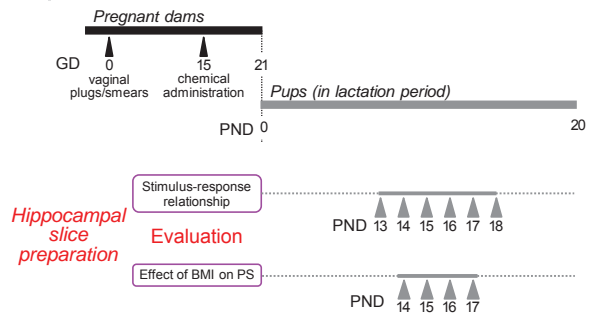 Pregnant dams
GD 0 15 21
vaginal plugs/smears
chemical administration
Pups (in lactation period)
PND 0 20
Stimulus-response
relationship
PND 13 14 15 16 17 18
Hippocampal
slice
preparation
Evaluation
Effect of BMI on PS
PND 14 15 16 17